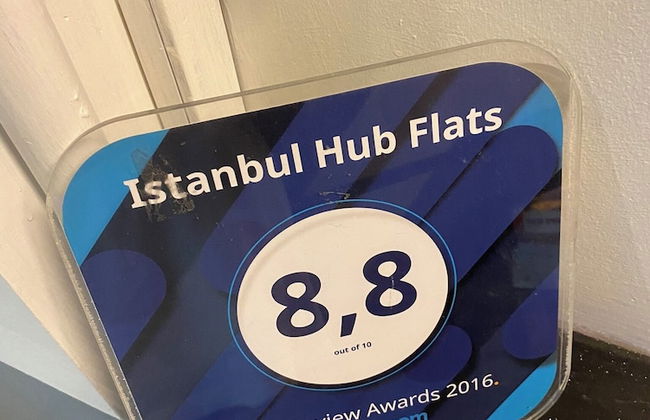 Istanbul Hub Flats
8,8
out of 10
Awards 2016.